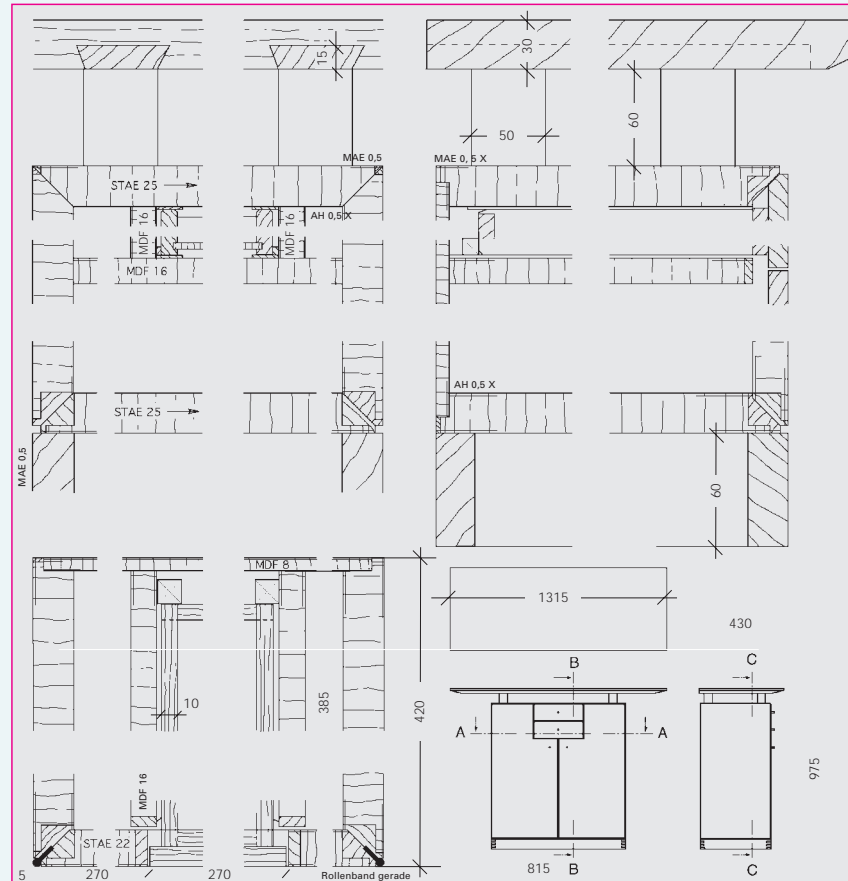 15
30
50
60
MAE 0,5
MAE 0,5 X
STAE 25
MDF 16
MDF 16
AH 0,5 X
MDF 16
STAE 25
AH 0,5 X
MAE 0,5
60
MDF 8
1315
430
B
C
10
385
420
A
A
975
MDF 16
STAE 22
5
270
270
Rollenband gerade
815
B
C